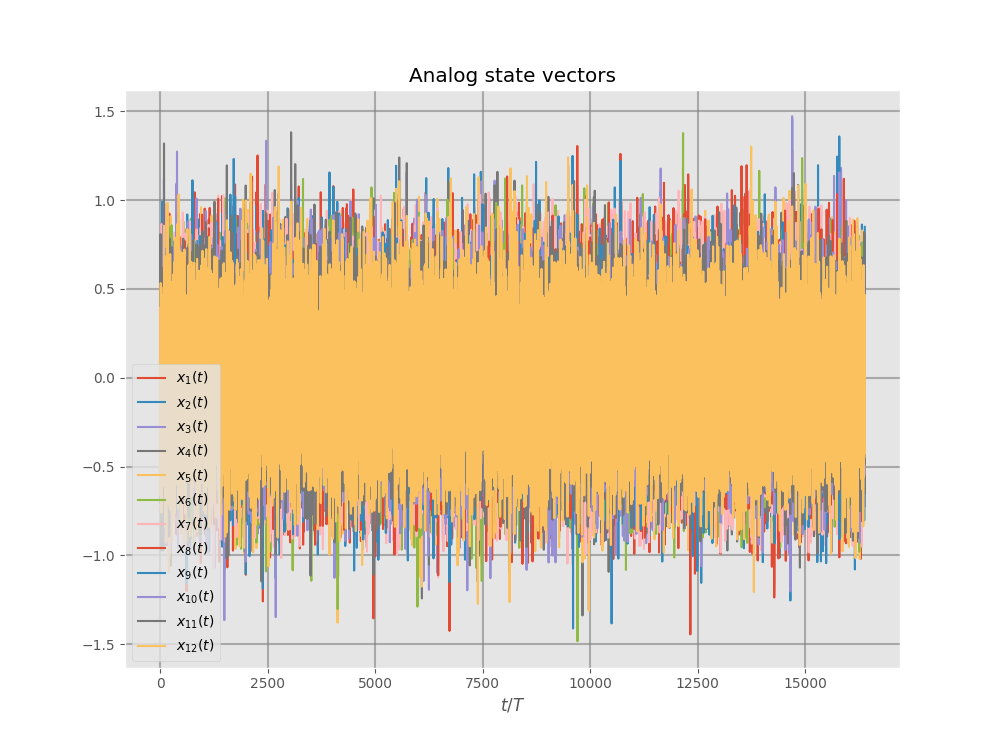 Analog state vectors
1.5
1.0
0.5
0.0
−0.5
−1.0
−1.5
x₁(t)
x₂(t)
x₃(t)
x₄(t)
x₅(t)
x₆(t)
x₇(t)
x₈(t)
x₉(t)
x₁₀(t)
x₁₁(t)
x₁₂(t)
0 2500 5000 7500 10000 12500 15000
t/T